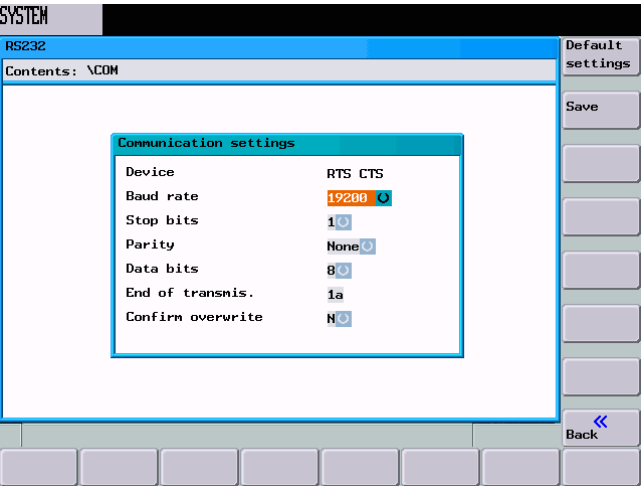 SYSTEM
RS232
Contents: \COM
Communication settings
Device RTS CTS
Baud rate 19200
Stop bits 1
Parity None
Data bits 8
End of transmis. 1a
Confirm overwrite N
Default
settings
Save
Back